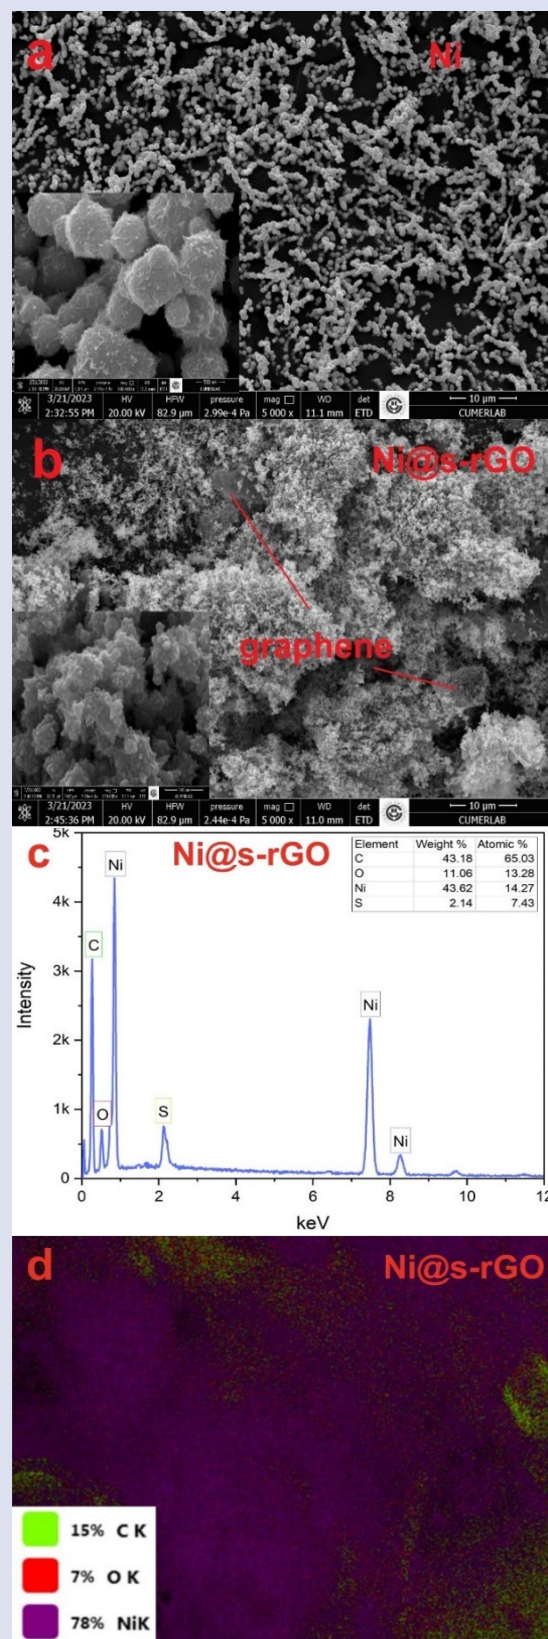 a
Ni
3/21/2023 HV HFW pressure mag WD det 10 µm
2:32:55 PM 20.00 kV 82.9 µm 2.99e-4 Pa 5 000 x 11.1 mm ETD CUMERLAB
b
Ni@s-rGO
graphene
3/21/2023 HV HFW pressure mag WD det 10 µm
2:45:36 PM 20.00 kV 82.9 µm 2.44e-4 Pa 5 000 x 11.0 mm ETD CUMERLAB
c
Ni@s-rGO
Element Weight % Atomic %
C 43.18 65.03
O 11.06 13.28
Ni 43.62 14.27
S 2.14 7.43
5k
4k
3k
2k
1k
0
Intensity
C
O
Ni
S
Ni
Ni
0 2 4 6 8 10 12
keV
d
Ni@s-rGO
15% C K
7% O K
78% NiK